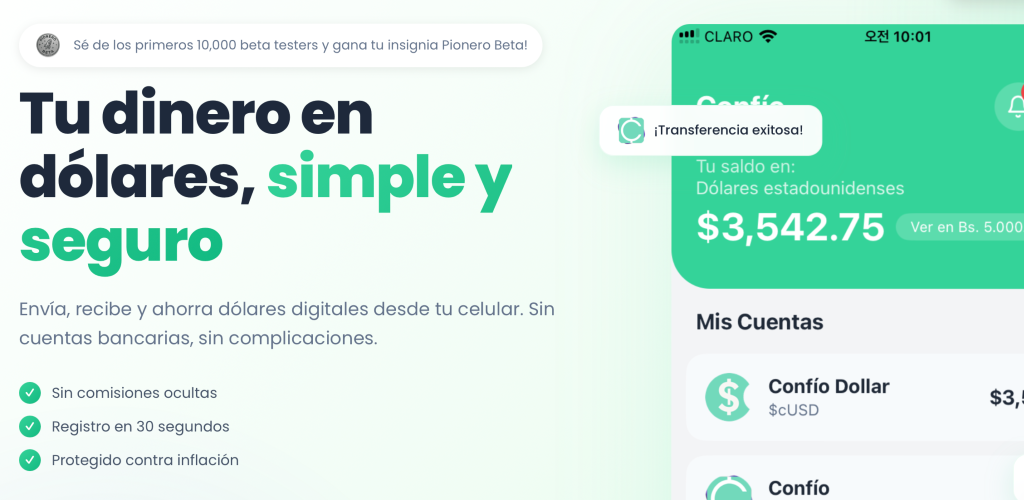 Sé de los primeros 10,000 beta testers y gana tu insignia Pionero Beta!
Tu dinero en
dólares, simple y
seguro
Envía, recibe y ahorra dólares digitales desde tu celular. Sin
cuentas bancarias, sin complicaciones.
Sin comisiones ocultas
Registro en 30 segundos
Protegido contra inflación
CLARO 오전 10:01
Confío
¡Transferencia exitosa!
Tu saldo en:
Dólares estadounidenses
$3,542.75 Ver en Bs. 5.000
Mis Cuentas
Confío Dollar
$cUSD
Confío